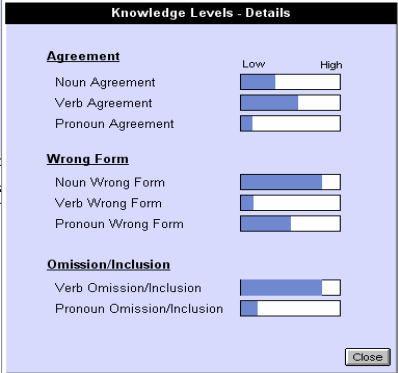 Knowledge Levels - Details
Agreement
Low High
Noun Agreement
Verb Agreement
Pronoun Agreement
Wrong Form
Noun Wrong Form
Verb Wrong Form
Pronoun Wrong Form
Omission/Inclusion
Verb Omission/Inclusion
Pronoun Omission/Inclusion
Close